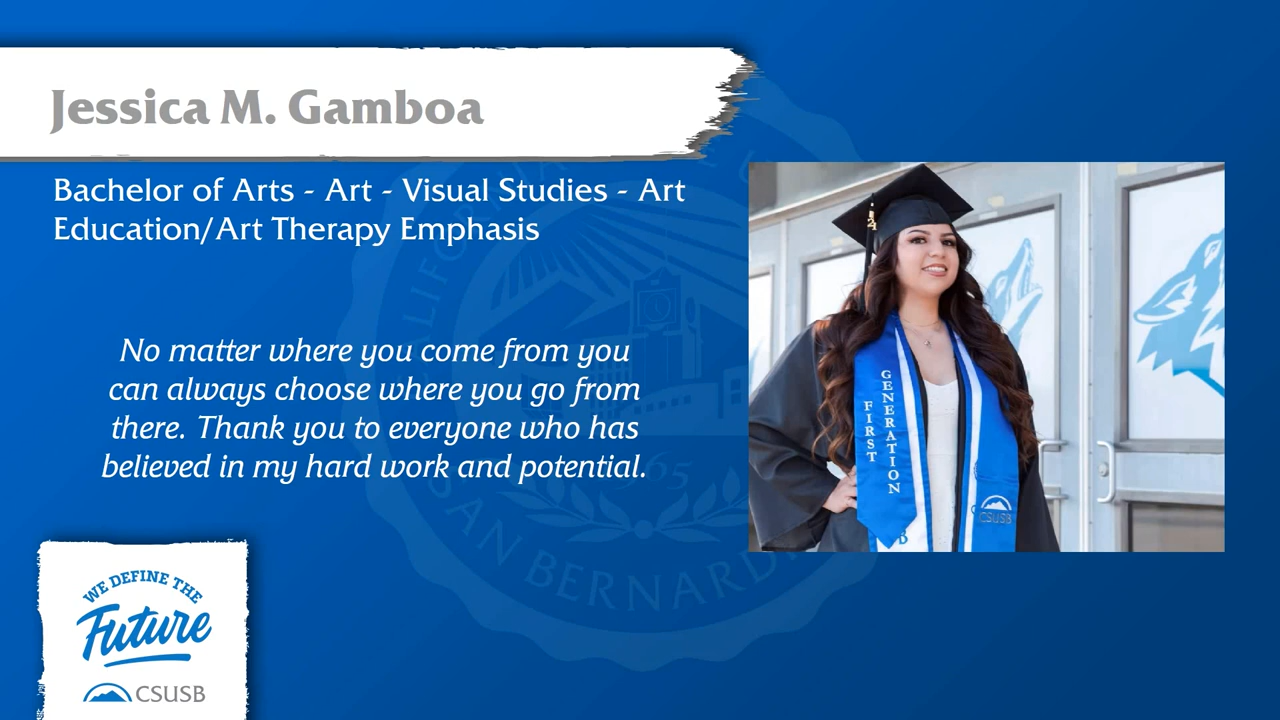 Jessica M. Gamboa
Bachelor of Arts - Art - Visual Studies - Art
Education/Art Therapy Emphasis
No matter where you come from you
can always choose where you go from
there. Thank you to everyone who has
believed in my hard work and potential.
FIRST
GENERATION
CSUSB
WE DEFINE THE
Future
CSUSB
SAN BERNARDI